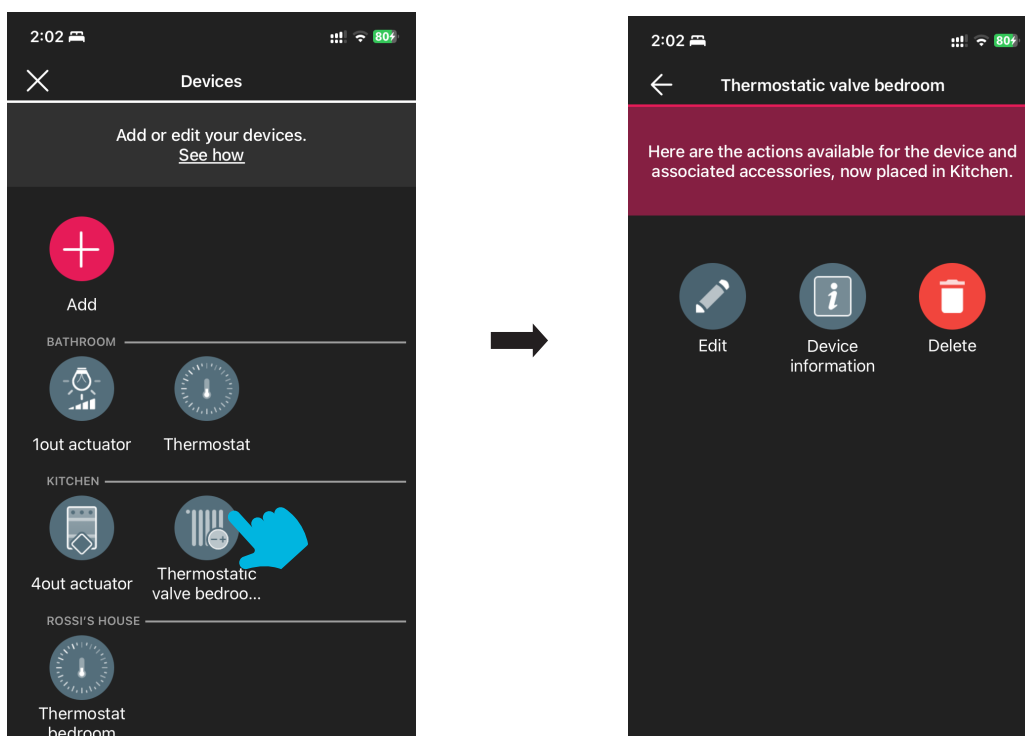 2:02
80
Devices
Add or edit your devices.
See how
Add
BATHROOM
1out actuator
Thermostat
KITCHEN
4out actuator
Thermostatic
valve bedroo...
ROSSI'S HOUSE
Thermostat
bedroom
2:02
80
Thermostatic valve bedroom
Here are the actions available for the device and
associated accessories, now placed in Kitchen.
Edit
Device
information
Delete